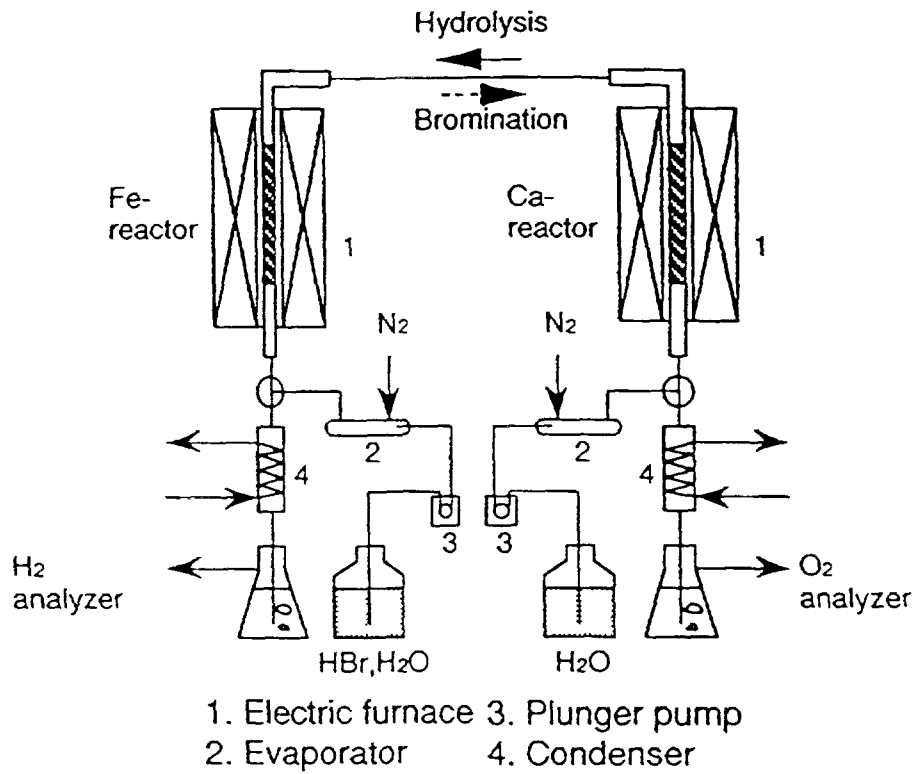 Hydrolysis
Bromination
Fe-
reactor
1
Ca-
reactor
1
N2
N2
2
2
4
4
3
3
H2
analyzer
O2
analyzer
HBr,H2O
H2O
1. Electric furnace 3. Plunger pump
2. Evaporator 4. Condenser